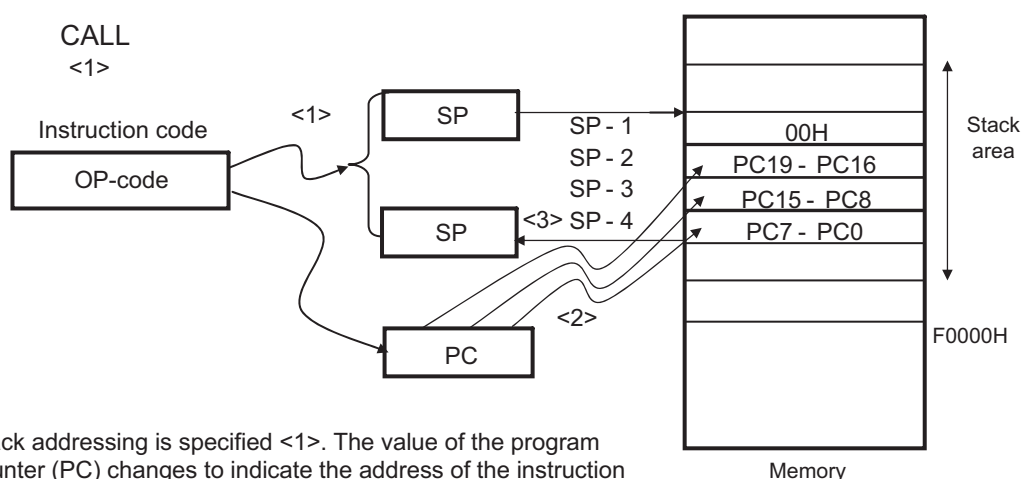 CALL
<1>
Instruction code
OP-code
<1>
SP
SP
<3>
SP - 1
SP - 2
SP - 3
SP - 4
<2>
PC
00H
PC19 - PC16
PC15 - PC8
PC7 - PC0
Stack
area
F0000H
Memory
addressing is specified <1>. The value of the program
(PC) changes to indicate the address of the instruction